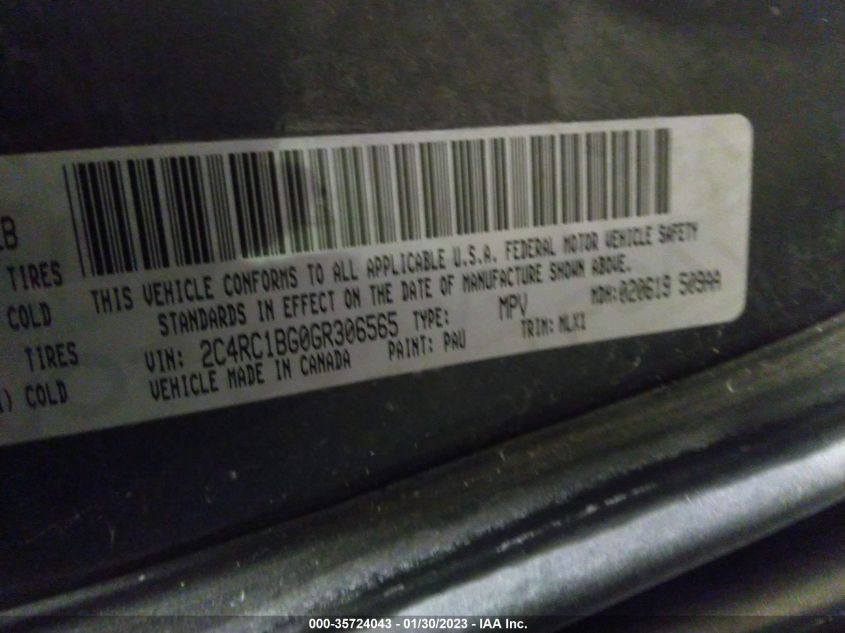 LB
TIRES
COLD
TIRES
) COLD
THIS VEHICLE CONFORMS TO ALL APPLICABLE U.S.A. FEDERAL MOTOR VEHICLE SAFETY
STANDARDS IN EFFECT ON THE DATE OF MANUFACTURE SHOWN ABOVE.
VIN: 2C4RC1BG0GR306565 TYPE: MPV MDH:020619 509AA
VEHICLE MADE IN CANADA PAINT: PAU TRIM: MLX1
000-35724043 — 01/30/2023 — IAA Inc.